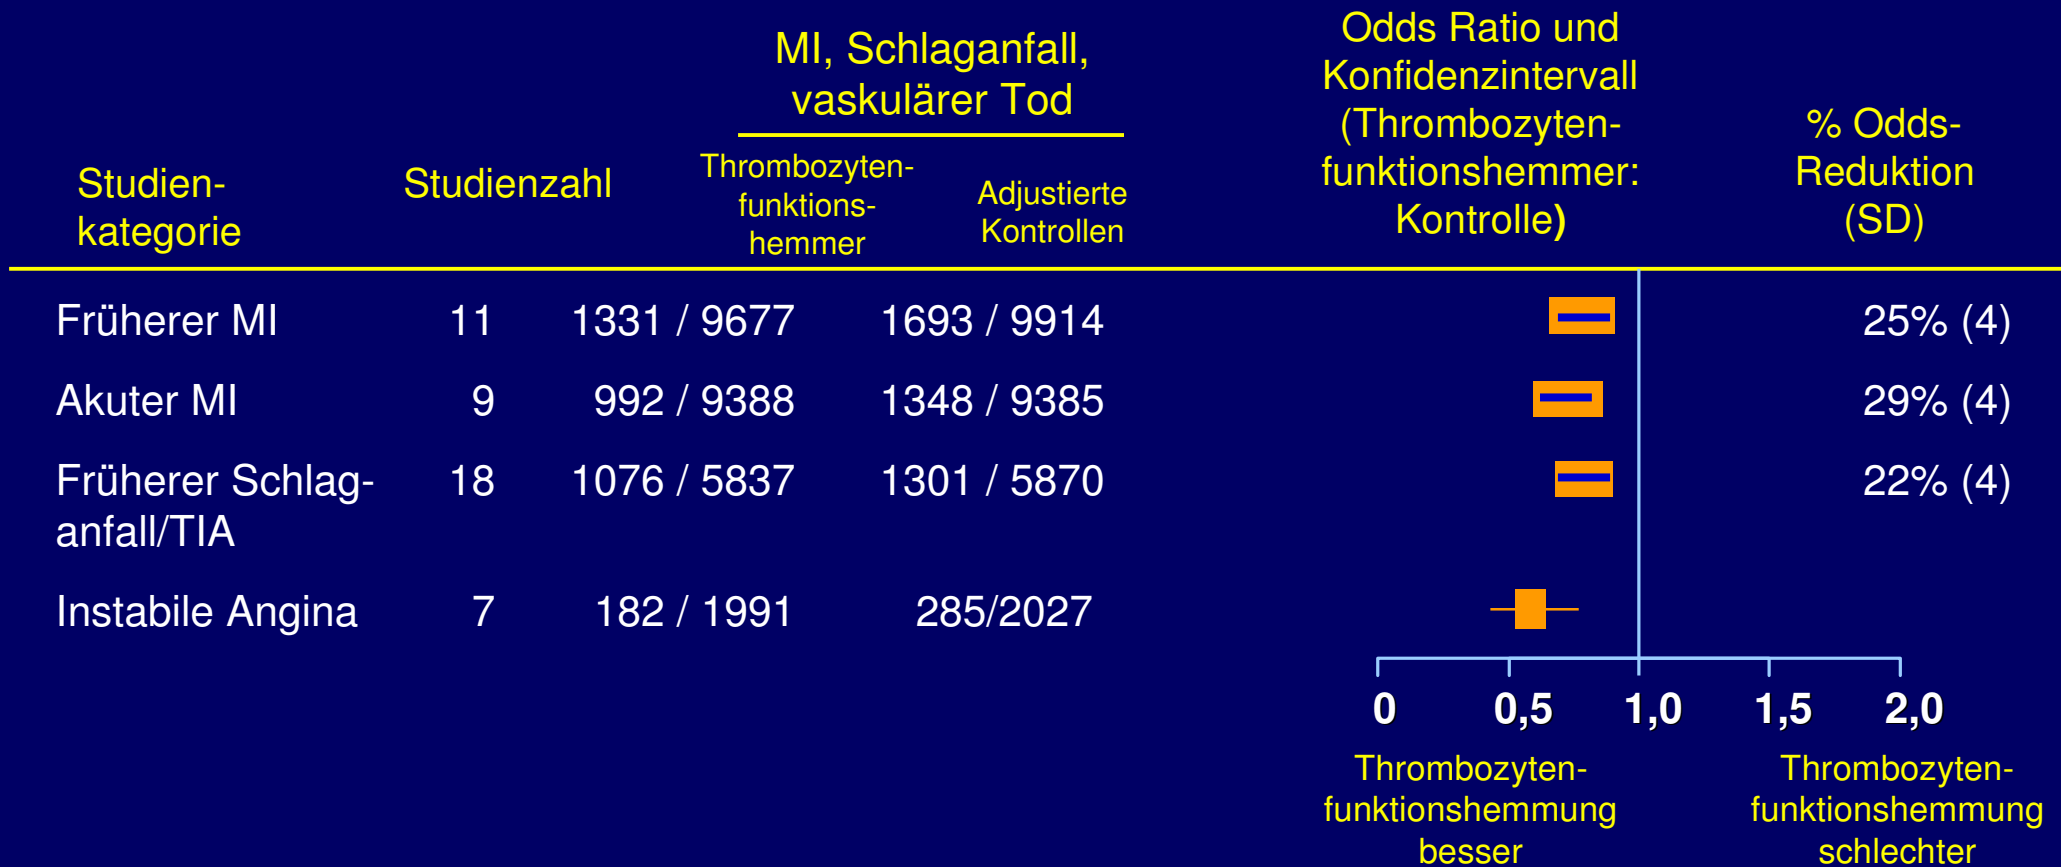 MI, Schlaganfall,
vaskulärer Tod
Odds Ratio und
Konfidenzintervall
(Thrombozyten-
funktionshemmer:
Kontrolle)
% Odds-
Reduktion
(SD)
Studien-
kategorie
Studienzahl
Thrombozyten-
funktions-
hemmer
Adjustierte
Kontrollen
Früherer MI 11 1331 / 9677 1693 / 9914 25% (4)
Akuter MI 9 992 / 9388 1348 / 9385 29% (4)
Früherer Schlag- 18 1076 / 5837 1301 / 5870 22% (4)
anfall/TIA
Instabile Angina 7 182 / 1991 285/2027
0 0,5 1,0 1,5 2,0
Thrombozyten-
funktionshemmung
besser
Thrombozyten-
funktionshemmung
schlechter